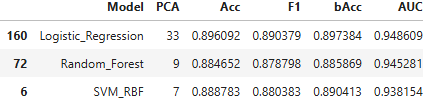 Model PCA Acc F1 bAcc AUC
160 Logistic_Regression 33 0.896092 0.890379 0.897384 0.948609
72 Random_Forest 9 0.884652 0.878798 0.885869 0.945281
6 SVM_RBF 7 0.888783 0.880383 0.890413 0.938154